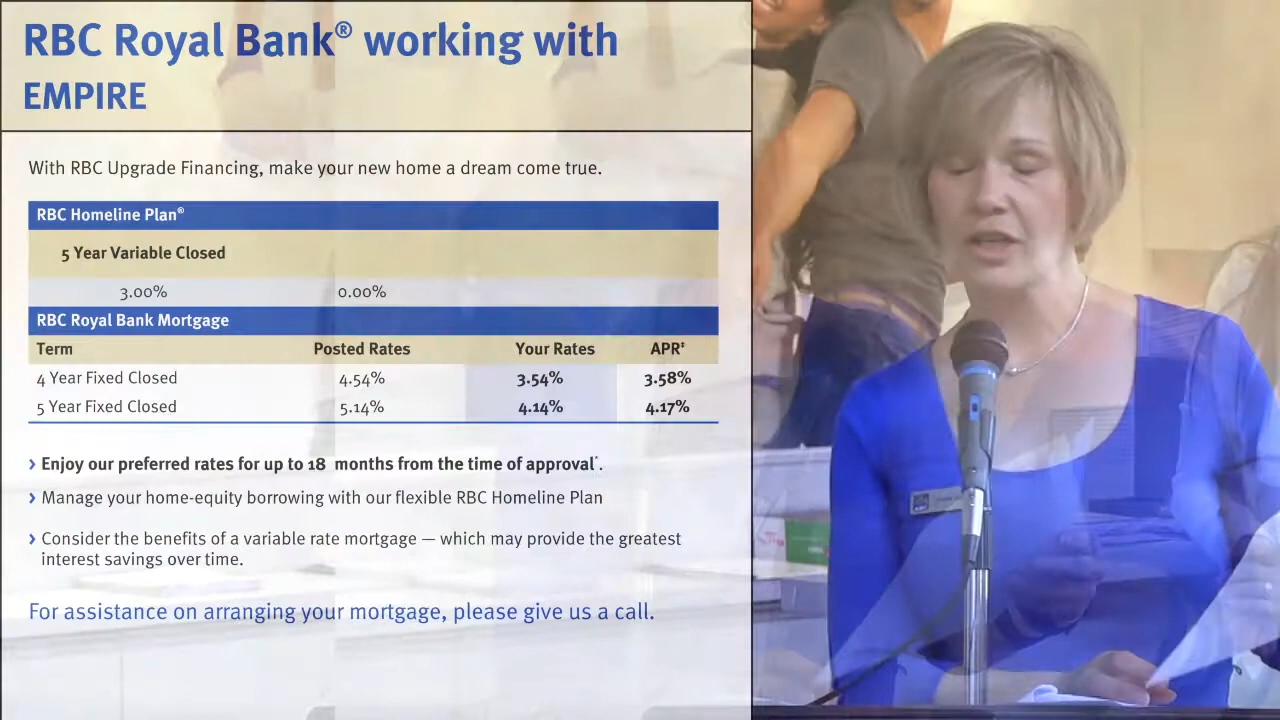 RBC Royal Bank® working with
EMPIRE
With RBC Upgrade Financing, make your new home a dream come true.
RBC Homeline Plan®
5 Year Variable Closed
3.00% 0.00%
RBC Royal Bank Mortgage
Term Posted Rates Your Rates APR‡
4 Year Fixed Closed 4.54% 3.54% 3.58%
5 Year Fixed Closed 5.14% 4.14% 4.17%
› Enjoy our preferred rates for up to 18 months from the time of approval*.
› Manage your home-equity borrowing with our flexible RBC Homeline Plan
› Consider the benefits of a variable rate mortgage — which may provide the greatest
interest savings over time.
For assistance on arranging your mortgage, please give us a call.